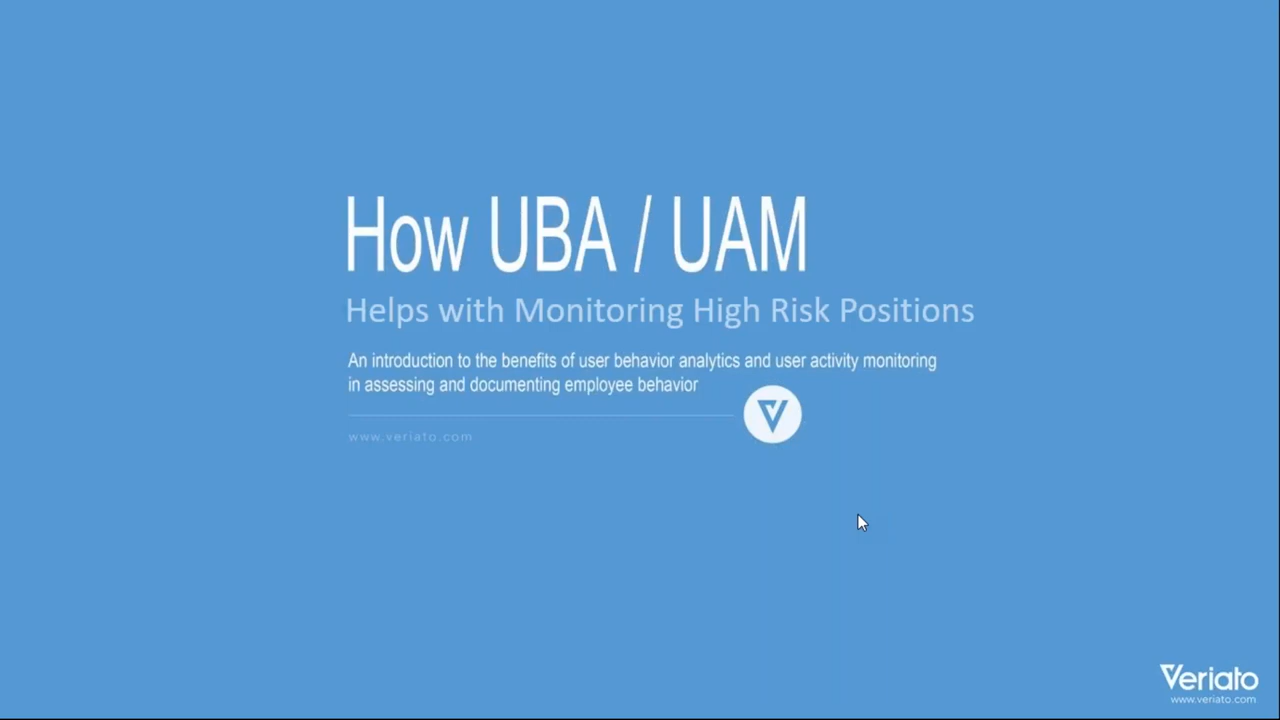 How UBA / UAM
Helps with Monitoring High Risk Positions
An introduction to the benefits of user behavior analytics and user activity monitoring
in assessing and documenting employee behavior
www.veriato.com
Veriato
www.veriato.com